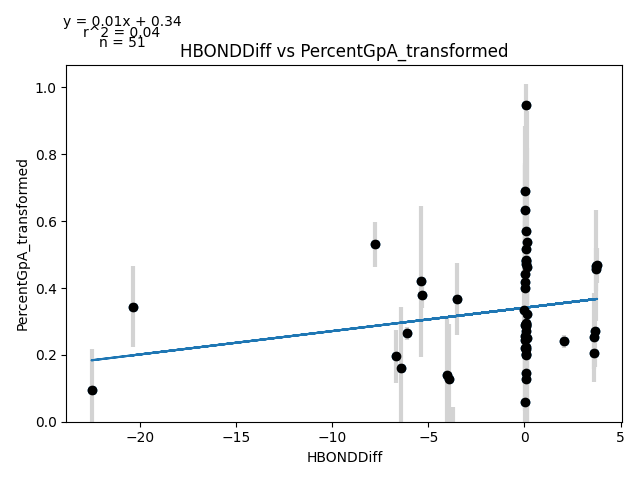 y = 0.01x + 0.34
r^2 = 0.04
n = 51
HBONDDiff vs PercentGpA_transformed
1.0
0.8
0.6
0.4
0.2
0.0
PercentGpA_transformed
−20
−15
−10
−5
0
5
HBONDDiff